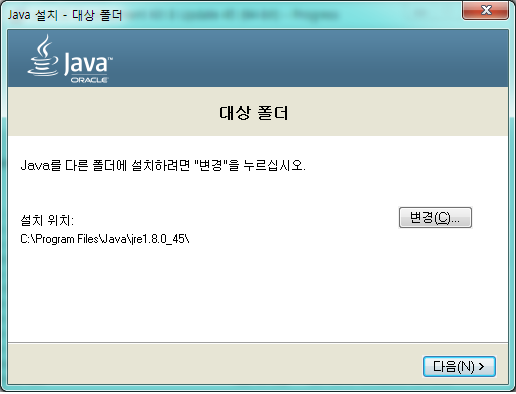 Java 설치 - 대상 폴더
Java™
ORACLE
대상 폴더
Java를 다른 폴더에 설치하려면 "변경"을 누르십시오.
설치 위치:
변경(C)...
C:\Program Files\Java\jre1.8.0_45\
다음(N) >